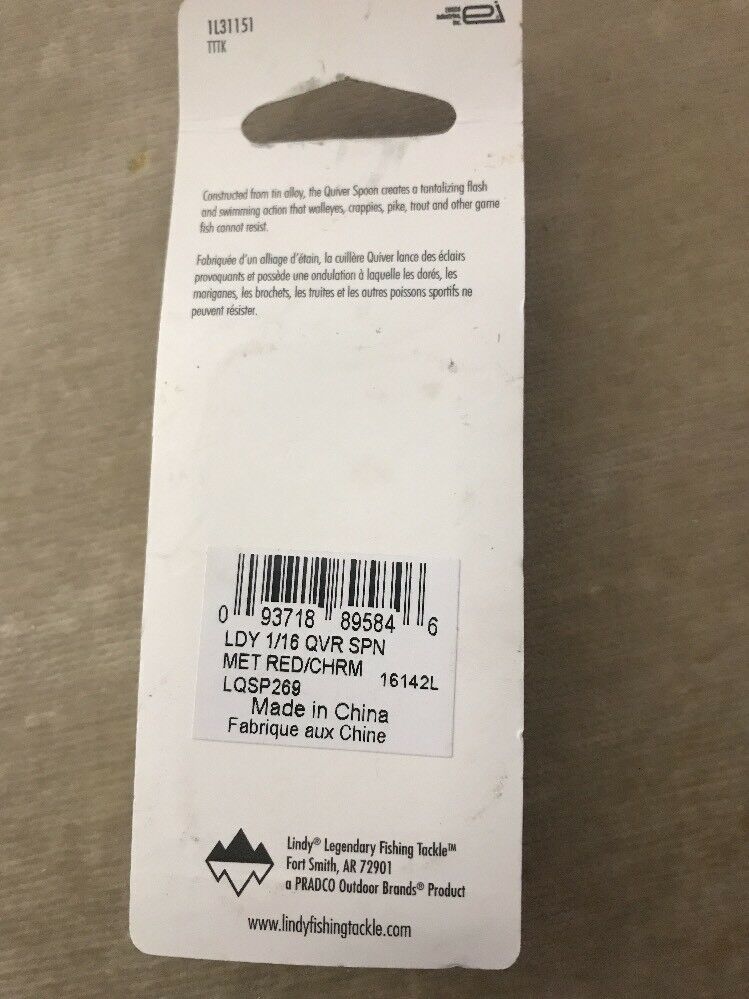 1L31151
TTTK
ei
Constructed from tin alloy, the Quiver Spoon creates a tantalizing flash
and swimming action that walleyes, crappies, pike, trout and other game
fish cannot resist.
Fabriquée d'un alliage d'étain, la cuillère Quiver lance des éclairs
provoquants et possède une ondulation à laquelle les dorés, les
mariganes, les brochets, les truites et les autres poissons sportifs ne
peuvent résister.
0 93718 89584 6
LDY 1/16 QVR SPN
MET RED/CHRM
16142L
LQSP269
Made in China
Fabrique aux Chine
Lindy® Legendary Fishing Tackle™
Fort Smith, AR 72901
a PRADCO Outdoor Brands® Product
www.lindyfishingtackle.com